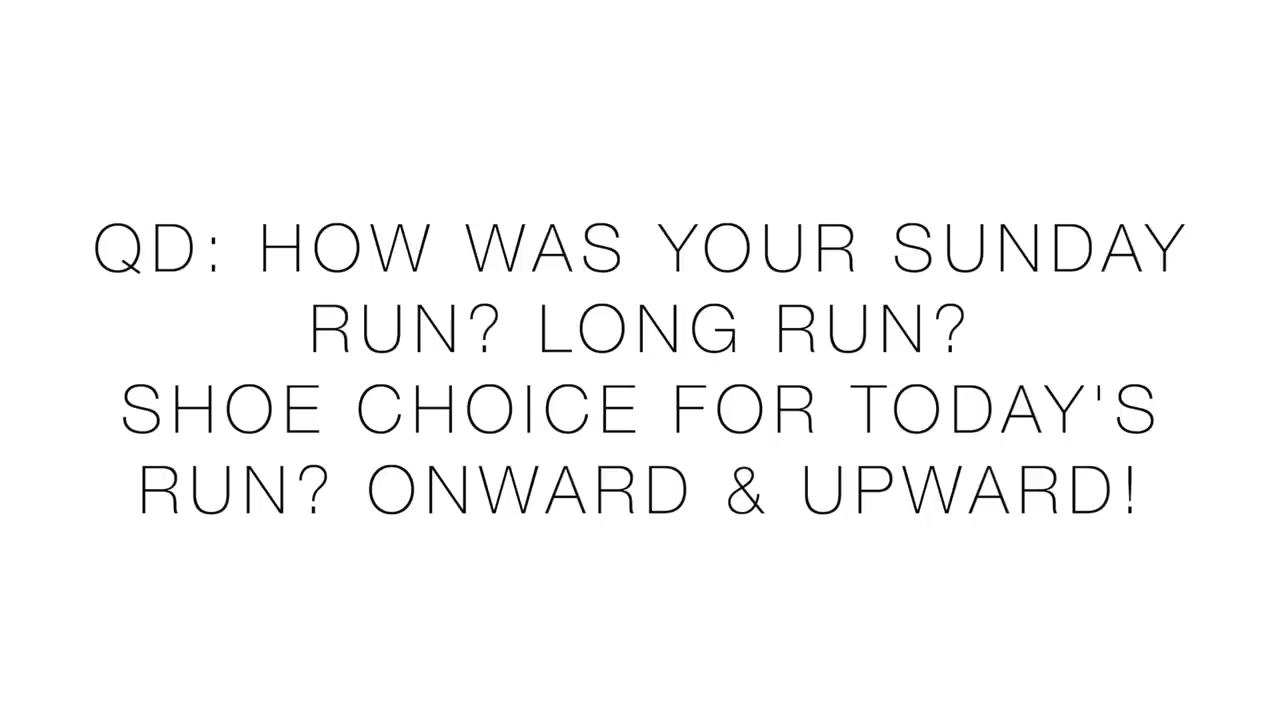 QD: HOW WAS YOUR SUNDAY
RUN? LONG RUN?
SHOE CHOICE FOR TODAY'S
RUN? ONWARD & UPWARD!